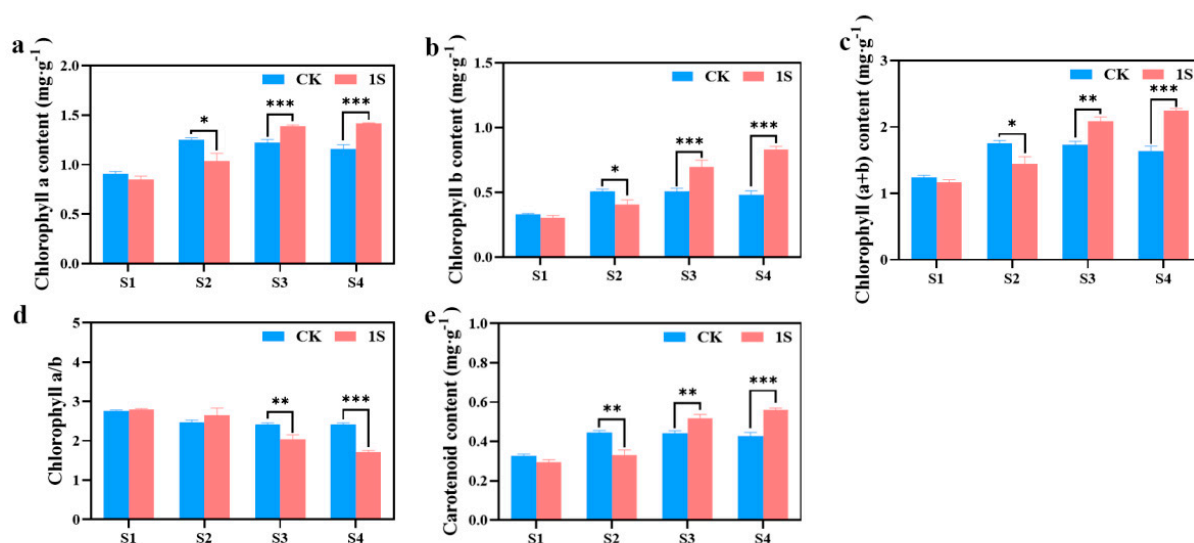 a
Chlorophyll a content (mg·g⁻¹)
2.0
1.5
1.0
0.5
0.0
CK 1S
*
***
***
S1 S2 S3 S4
b
Chlorophyll b content (mg·g⁻¹)
1.5
1.0
0.5
0.0
CK 1S
*
***
***
S1 S2 S3 S4
c
Chlorophyll (a+b) content (mg·g⁻¹)
3
2
1
0
CK 1S
*
**
***
S1 S2 S3 S4
d
Chlorophyll a/b
5
4
3
2
1
0
CK 1S
**
***
S1 S2 S3 S4
e
Carotenoid content (mg·g⁻¹)
1.0
0.8
0.6
0.4
0.2
0.0
CK 1S
**
**
***
S1 S2 S3 S4